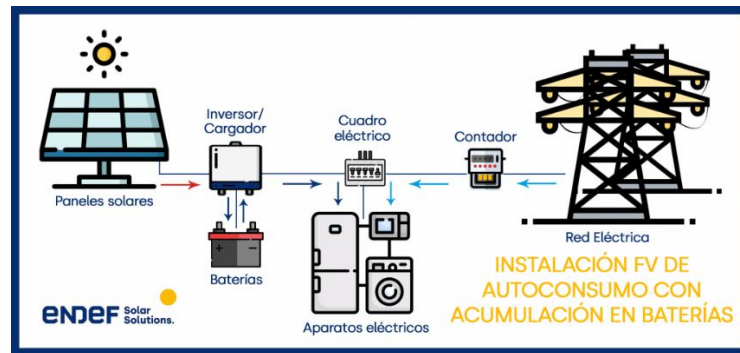 Inversor/
Cargador
Cuadro
eléctrico
Contador
Paneles solares
Baterías
Aparatos eléctricos
Red Eléctrica
INSTALACIÓN FV DE
AUTOCONSUMO CON
ACUMULACIÓN EN BATERÍAS
ENDEF Solar
Solutions.